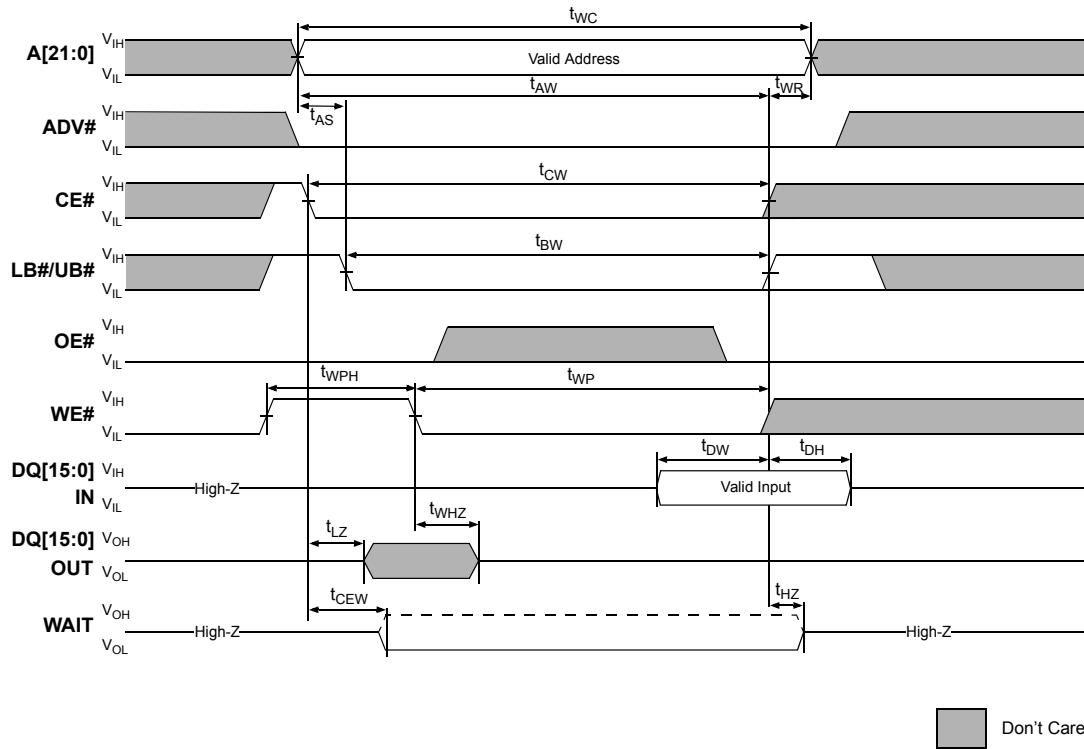 tWC
A[21:0] VIH VIL Valid Address
tAW tWR
tAS
ADV# VIH VIL
tCW
CE# VIH VIL
tBW
LB#/UB# VIH VIL
OE# VIH VIL
tWPH tWP
WE# VIH VIL
tDW tDH
DQ[15:0] IN VIH VIL High-Z Valid Input
tWHZ
tLZ
DQ[15:0] OUT VOH VOL
tCEW tHZ
WAIT VOH VOL High-Z High-Z
Don't Care